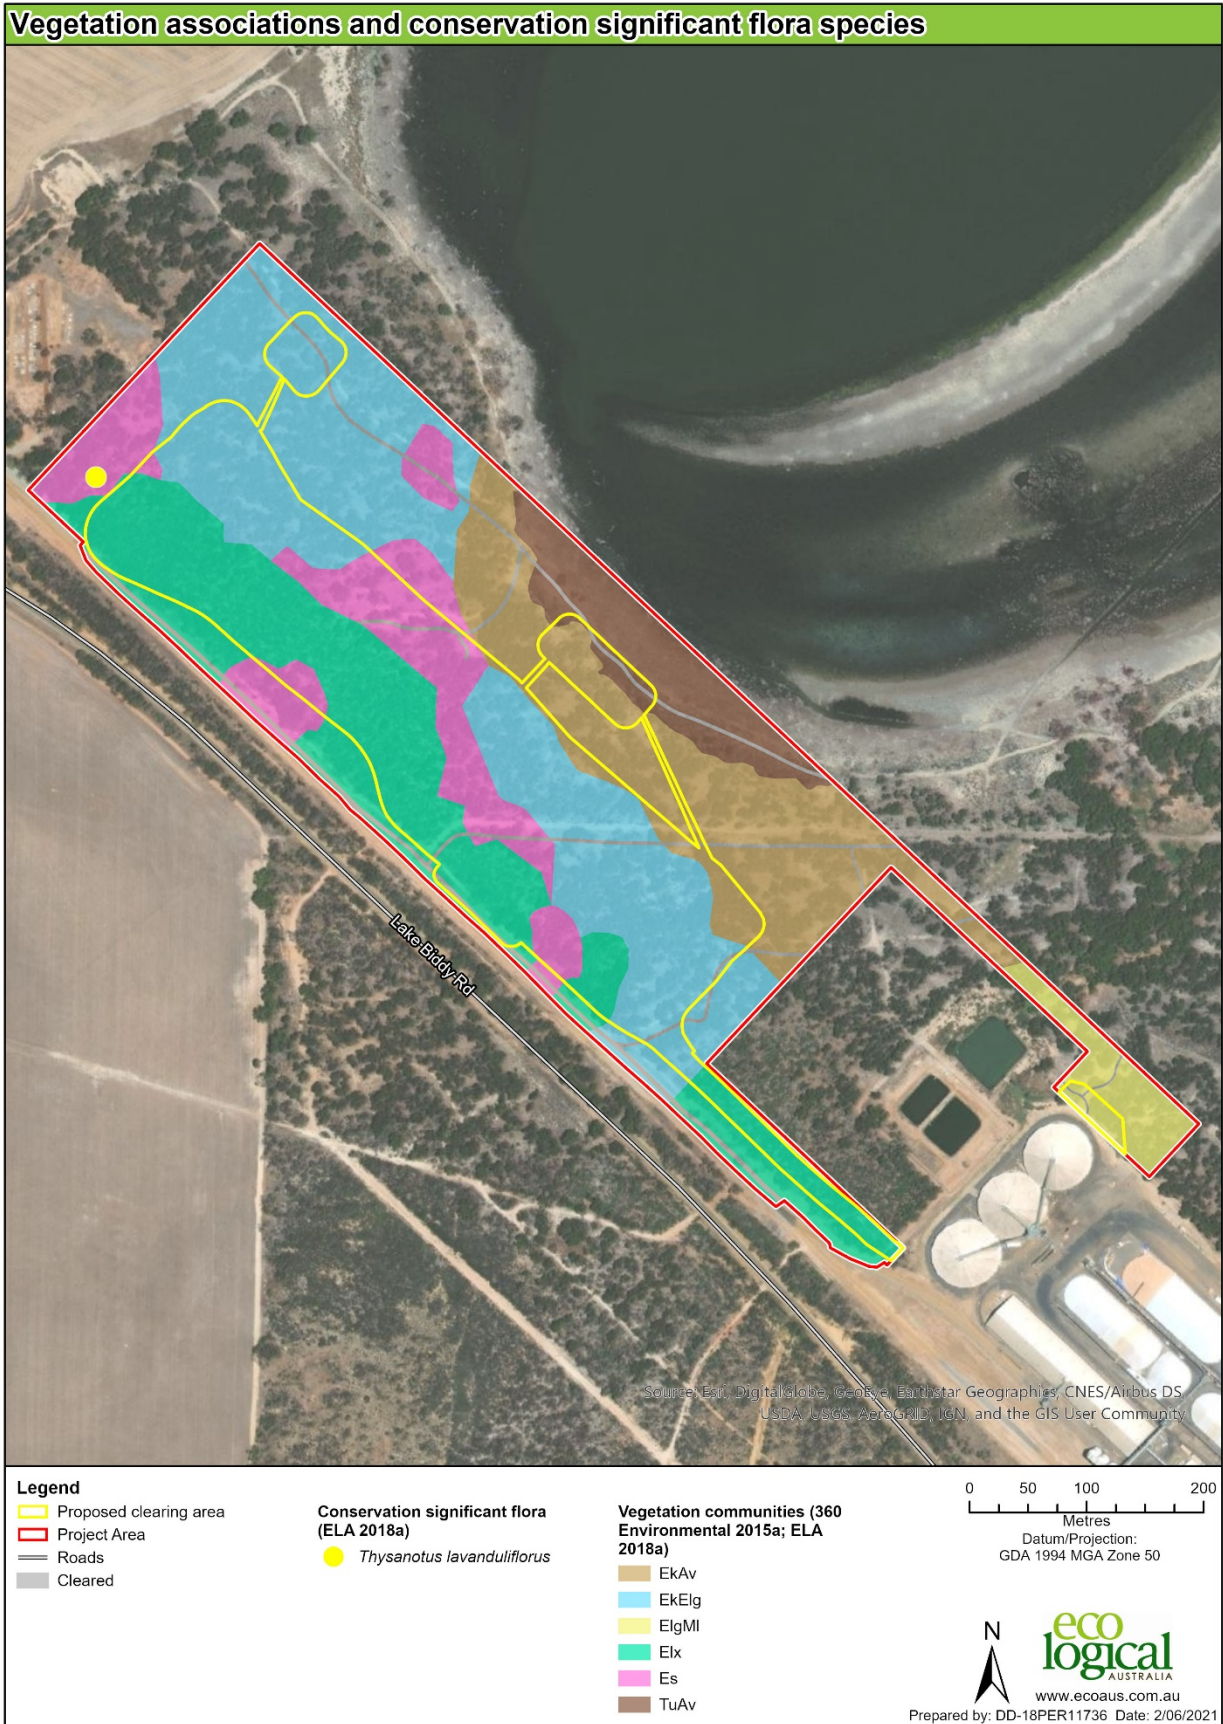 Vegetation associations and conservation significant flora species
Lake Biddy Rd
Source: Esri, DigitalGlobe, GeoEye, Earthstar Geographics, CNES/Airbus DS,
USDA, USGS, AeroGRID, IGN, and the GIS User Community
Legend
Proposed clearing area
Project Area
Roads
Cleared
Conservation significant flora
(ELA 2018a)
Thysanotus lavanduliflorus
Vegetation communities (360
Environmental 2015a; ELA
2018a)
EkAv
EkElg
ElgMl
Elx
Es
TuAv
0 50 100 200
Metres
Datum/Projection:
GDA 1994 MGA Zone 50
N
eco
logical
AUSTRALIA
www.ecoaus.com.au
Prepared by: DD-18PER11736 Date: 2/06/2021